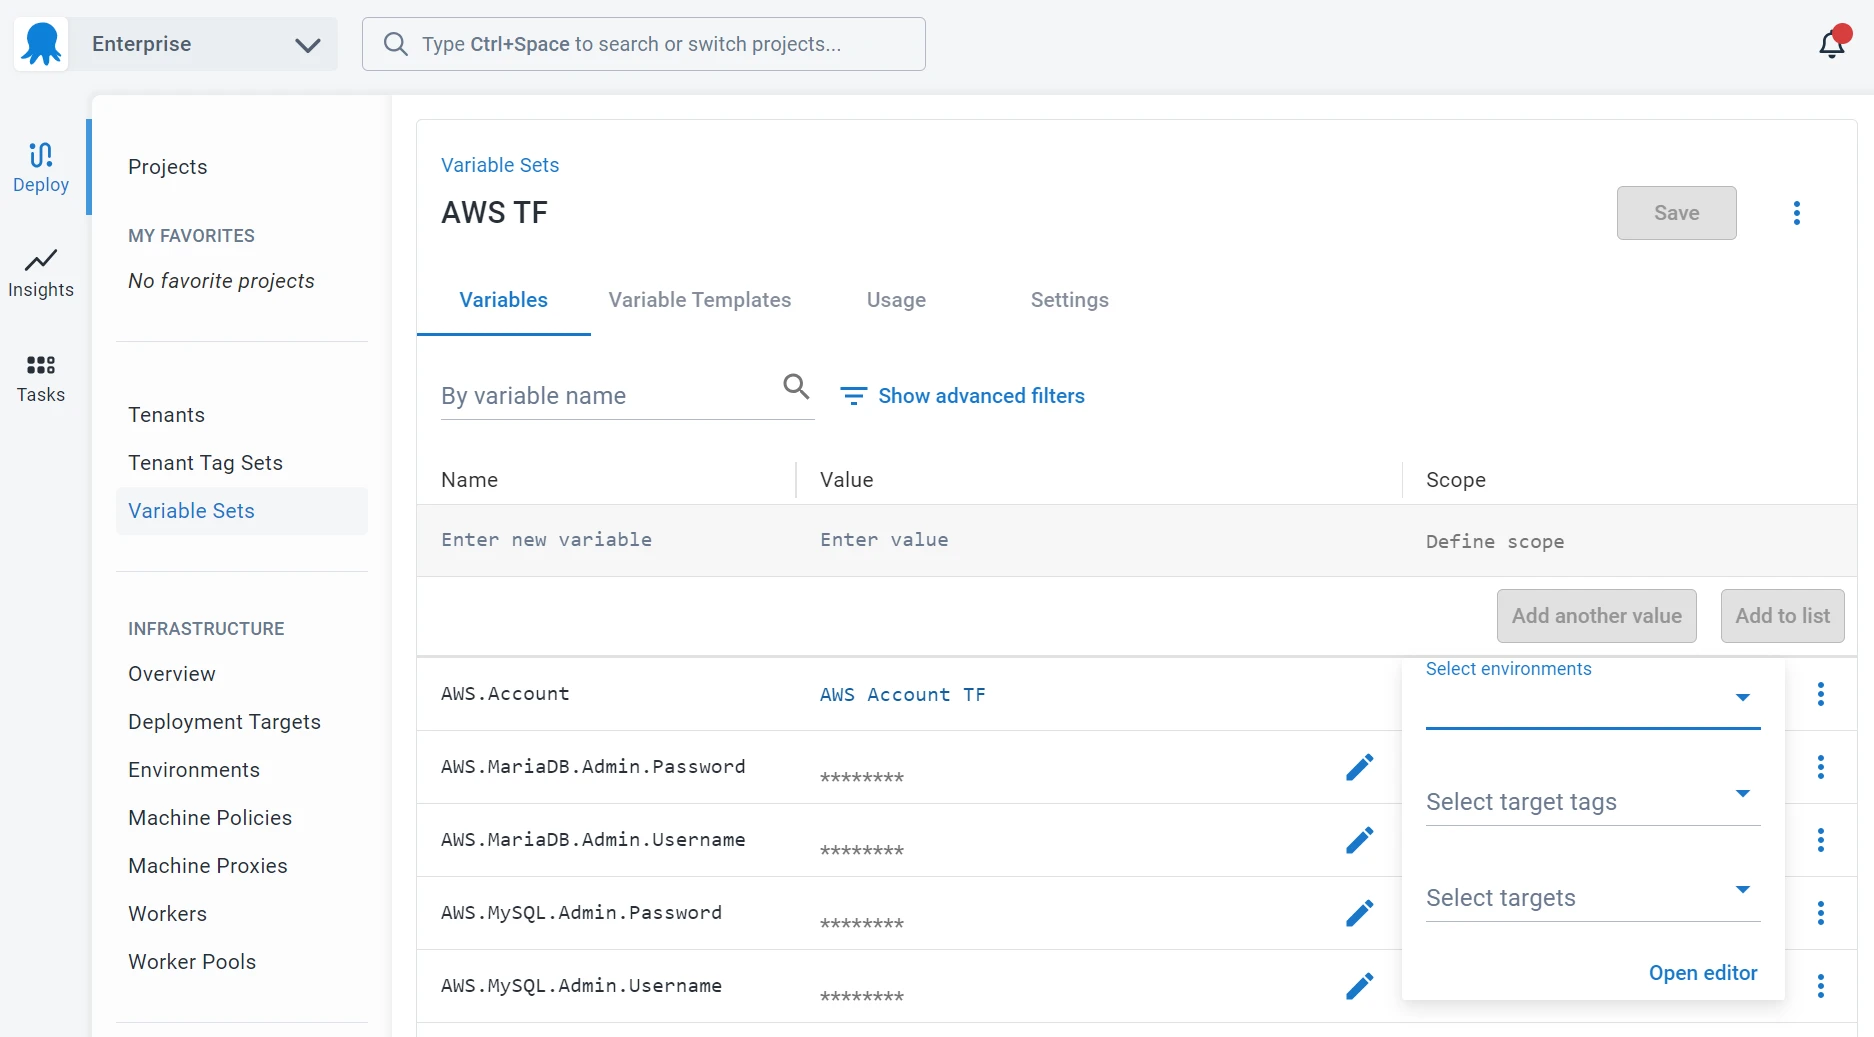 Enterprise
Type Ctrl+Space to search or switch projects...
Deploy
Insights
Tasks
Projects
MY FAVORITES
No favorite projects
Tenants
Tenant Tag Sets
Variable Sets
INFRASTRUCTURE
Overview
Deployment Targets
Environments
Machine Policies
Machine Proxies
Workers
Worker Pools
Variable Sets
AWS TF
Save
Variables Variable Templates Usage Settings
By variable name
Show advanced filters
Name Value Scope
Enter new variable Enter value Define scope
Add another value Add to list
AWS.Account AWS Account TF
AWS.MariaDB.Admin.Password ********
AWS.MariaDB.Admin.Username ********
AWS.MySQL.Admin.Password ********
AWS.MySQL.Admin.Username ********
Select environments
Select target tags
Select targets
Open editor